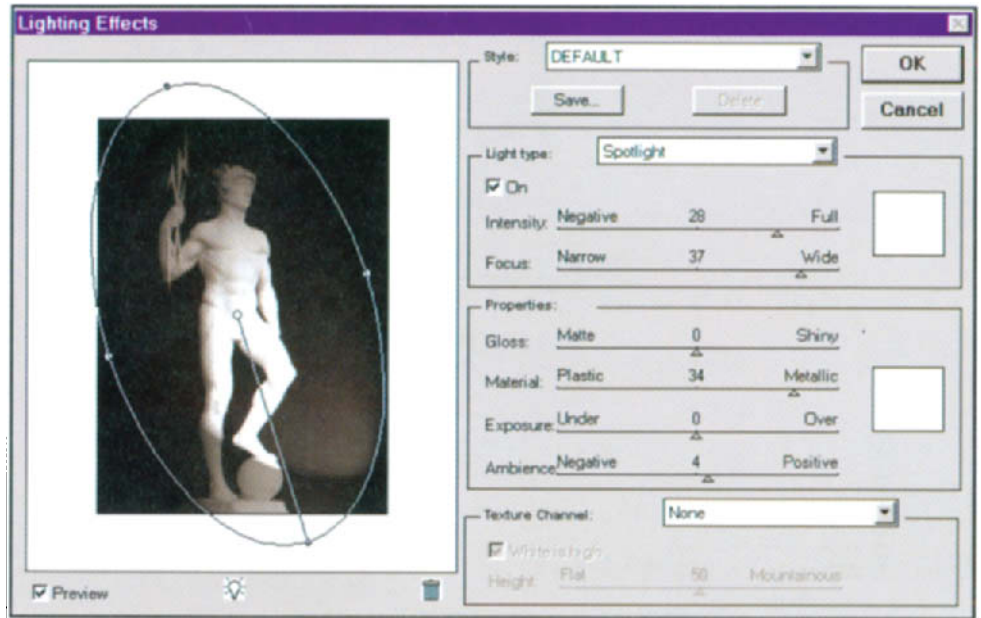 Lighting Effects
Style: DEFAULT
OK
Save...
Delete
Cancel
Light type: Spotlight
On
Intensity: Negative 28 Full
Focus: Narrow 37 Wide
Properties:
Gloss: Matte 0 Shiny
Material: Plastic 34 Metallic
Exposure: Under 0 Over
Ambience Negative 4 Positive
Texture Channel: None
White is high
Height Flat 50 Mountainous
Preview